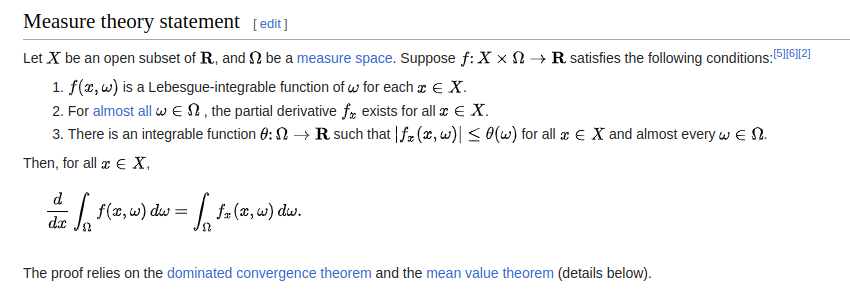 Measure theory statement [edit]
Let X be an open subset of R, and Ω be a measure space. Suppose f: X × Ω → R satisfies the following conditions:[5][6][2]
1. f(x, ω) is a Lebesgue-integrable function of ω for each x ∈ X.
2. For almost all ω ∈ Ω , the partial derivative fₓ exists for all x ∈ X.
3. There is an integrable function θ: Ω → R such that |fₓ(x, ω)| ≤ θ(ω) for all x ∈ X and almost every ω ∈ Ω.
Then, for all x ∈ X,
d/dx ∫_Ω f(x, ω) dω = ∫_Ω fₓ(x, ω) dω.
The proof relies on the dominated convergence theorem and the mean value theorem (details below).